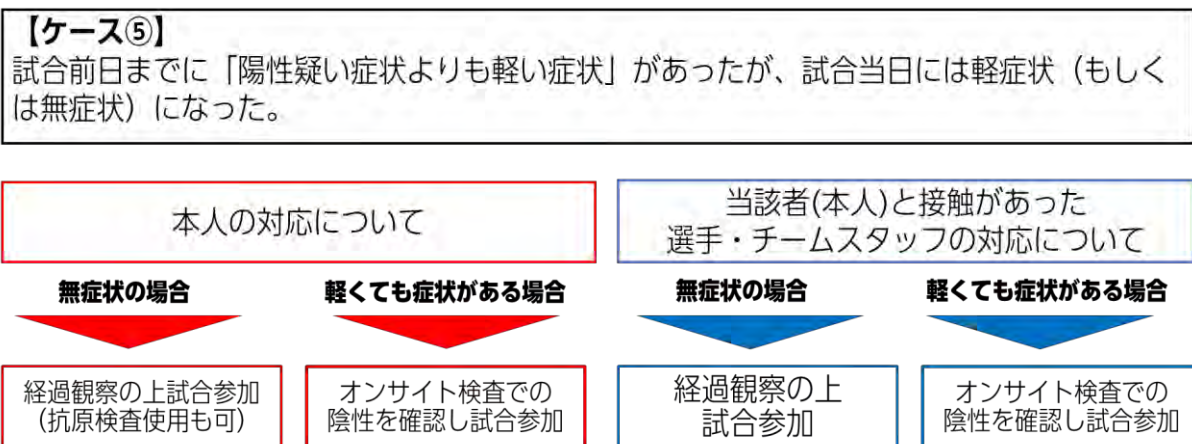 【ケース⑤】
試合前日までに「陽性疑い症状よりも軽い症状」があったが、試合当日には軽症状（もしく
は無症状）になった。
本人の対応について
当該者(本人)と接触があった
選手・チームスタッフの対応について
無症状の場合
軽くても症状がある場合
無症状の場合
軽くても症状がある場合
経過観察の上試合参加
（抗原検査使用も可）
オンサイト検査での
陰性を確認し試合参加
経過観察の上
試合参加
オンサイト検査での
陰性を確認し試合参加